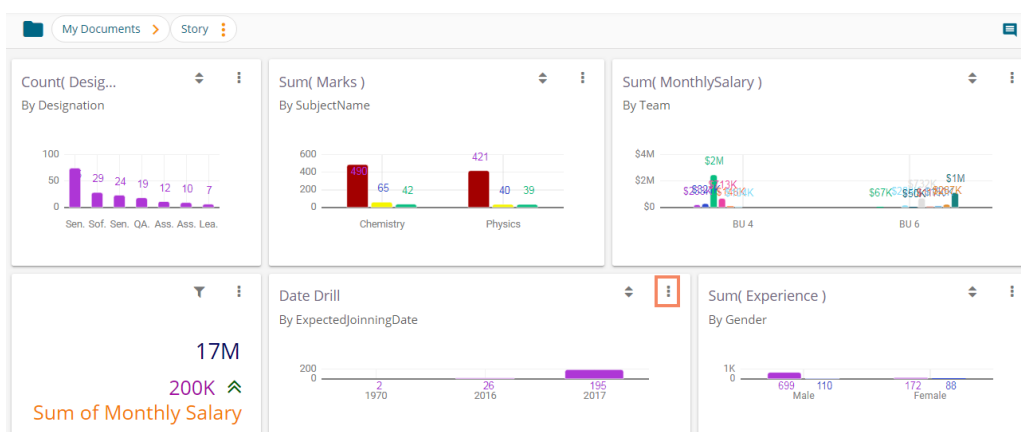 My Documents > Story
Count( Desig...
By Designation
100
50
0
29
24
19
12
10
7
Sen. Sof. Sen. QA. Ass. Ass. Lea.
Sum( Marks )
By SubjectName
600
400
200
0
490
65
42
421
40
39
Chemistry
Physics
Sum( MonthlySalary )
By Team
$4M
$2M
$0
$2M
$67K
$1M
BU 4
BU 6
17M
200K
Sum of Monthly Salary
Date Drill
By ExpectedJoinningDate
200
0
2
26
195
1970
2016
2017
Sum( Experience )
By Gender
1K
0
699
110
172
88
Male
Female